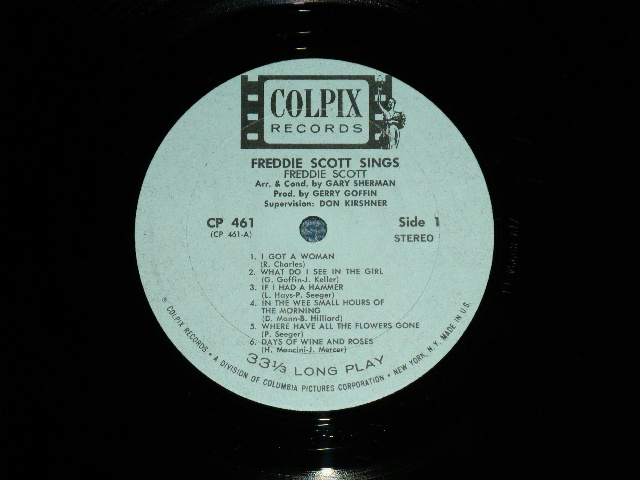 COLPIX
RECORDS
FREDDIE SCOTT SINGS
FREDDIE SCOTT
Arr. & Cond. by GARY SHERMAN
Prod. by GERRY GOFFIN
Supervision: DON KIRSHNER
CP 461
(CP 461-A)
Side 1
STEREO
1. I GOT A WOMAN
(R. Charles)
2. WHAT DO I SEE IN THE GIRL
(G. Goffin-J. Keller)
3. IF I HAD A HAMMER
(L. Hays-P. Seeger)
4. IN THE WEE SMALL HOURS OF
THE MORNING
(D. Mann-B. Hilliard)
5. WHERE HAVE ALL THE FLOWERS GONE
(P. Seeger)
6. DAYS OF WINE AND ROSES
(H. Mancini-J. Mercer)
33 1/3 LONG PLAY
COLPIX RECORDS • A DIVISION OF COLUMBIA PICTURES CORPORATION • NEW YORK, N.Y. MADE IN U.S.